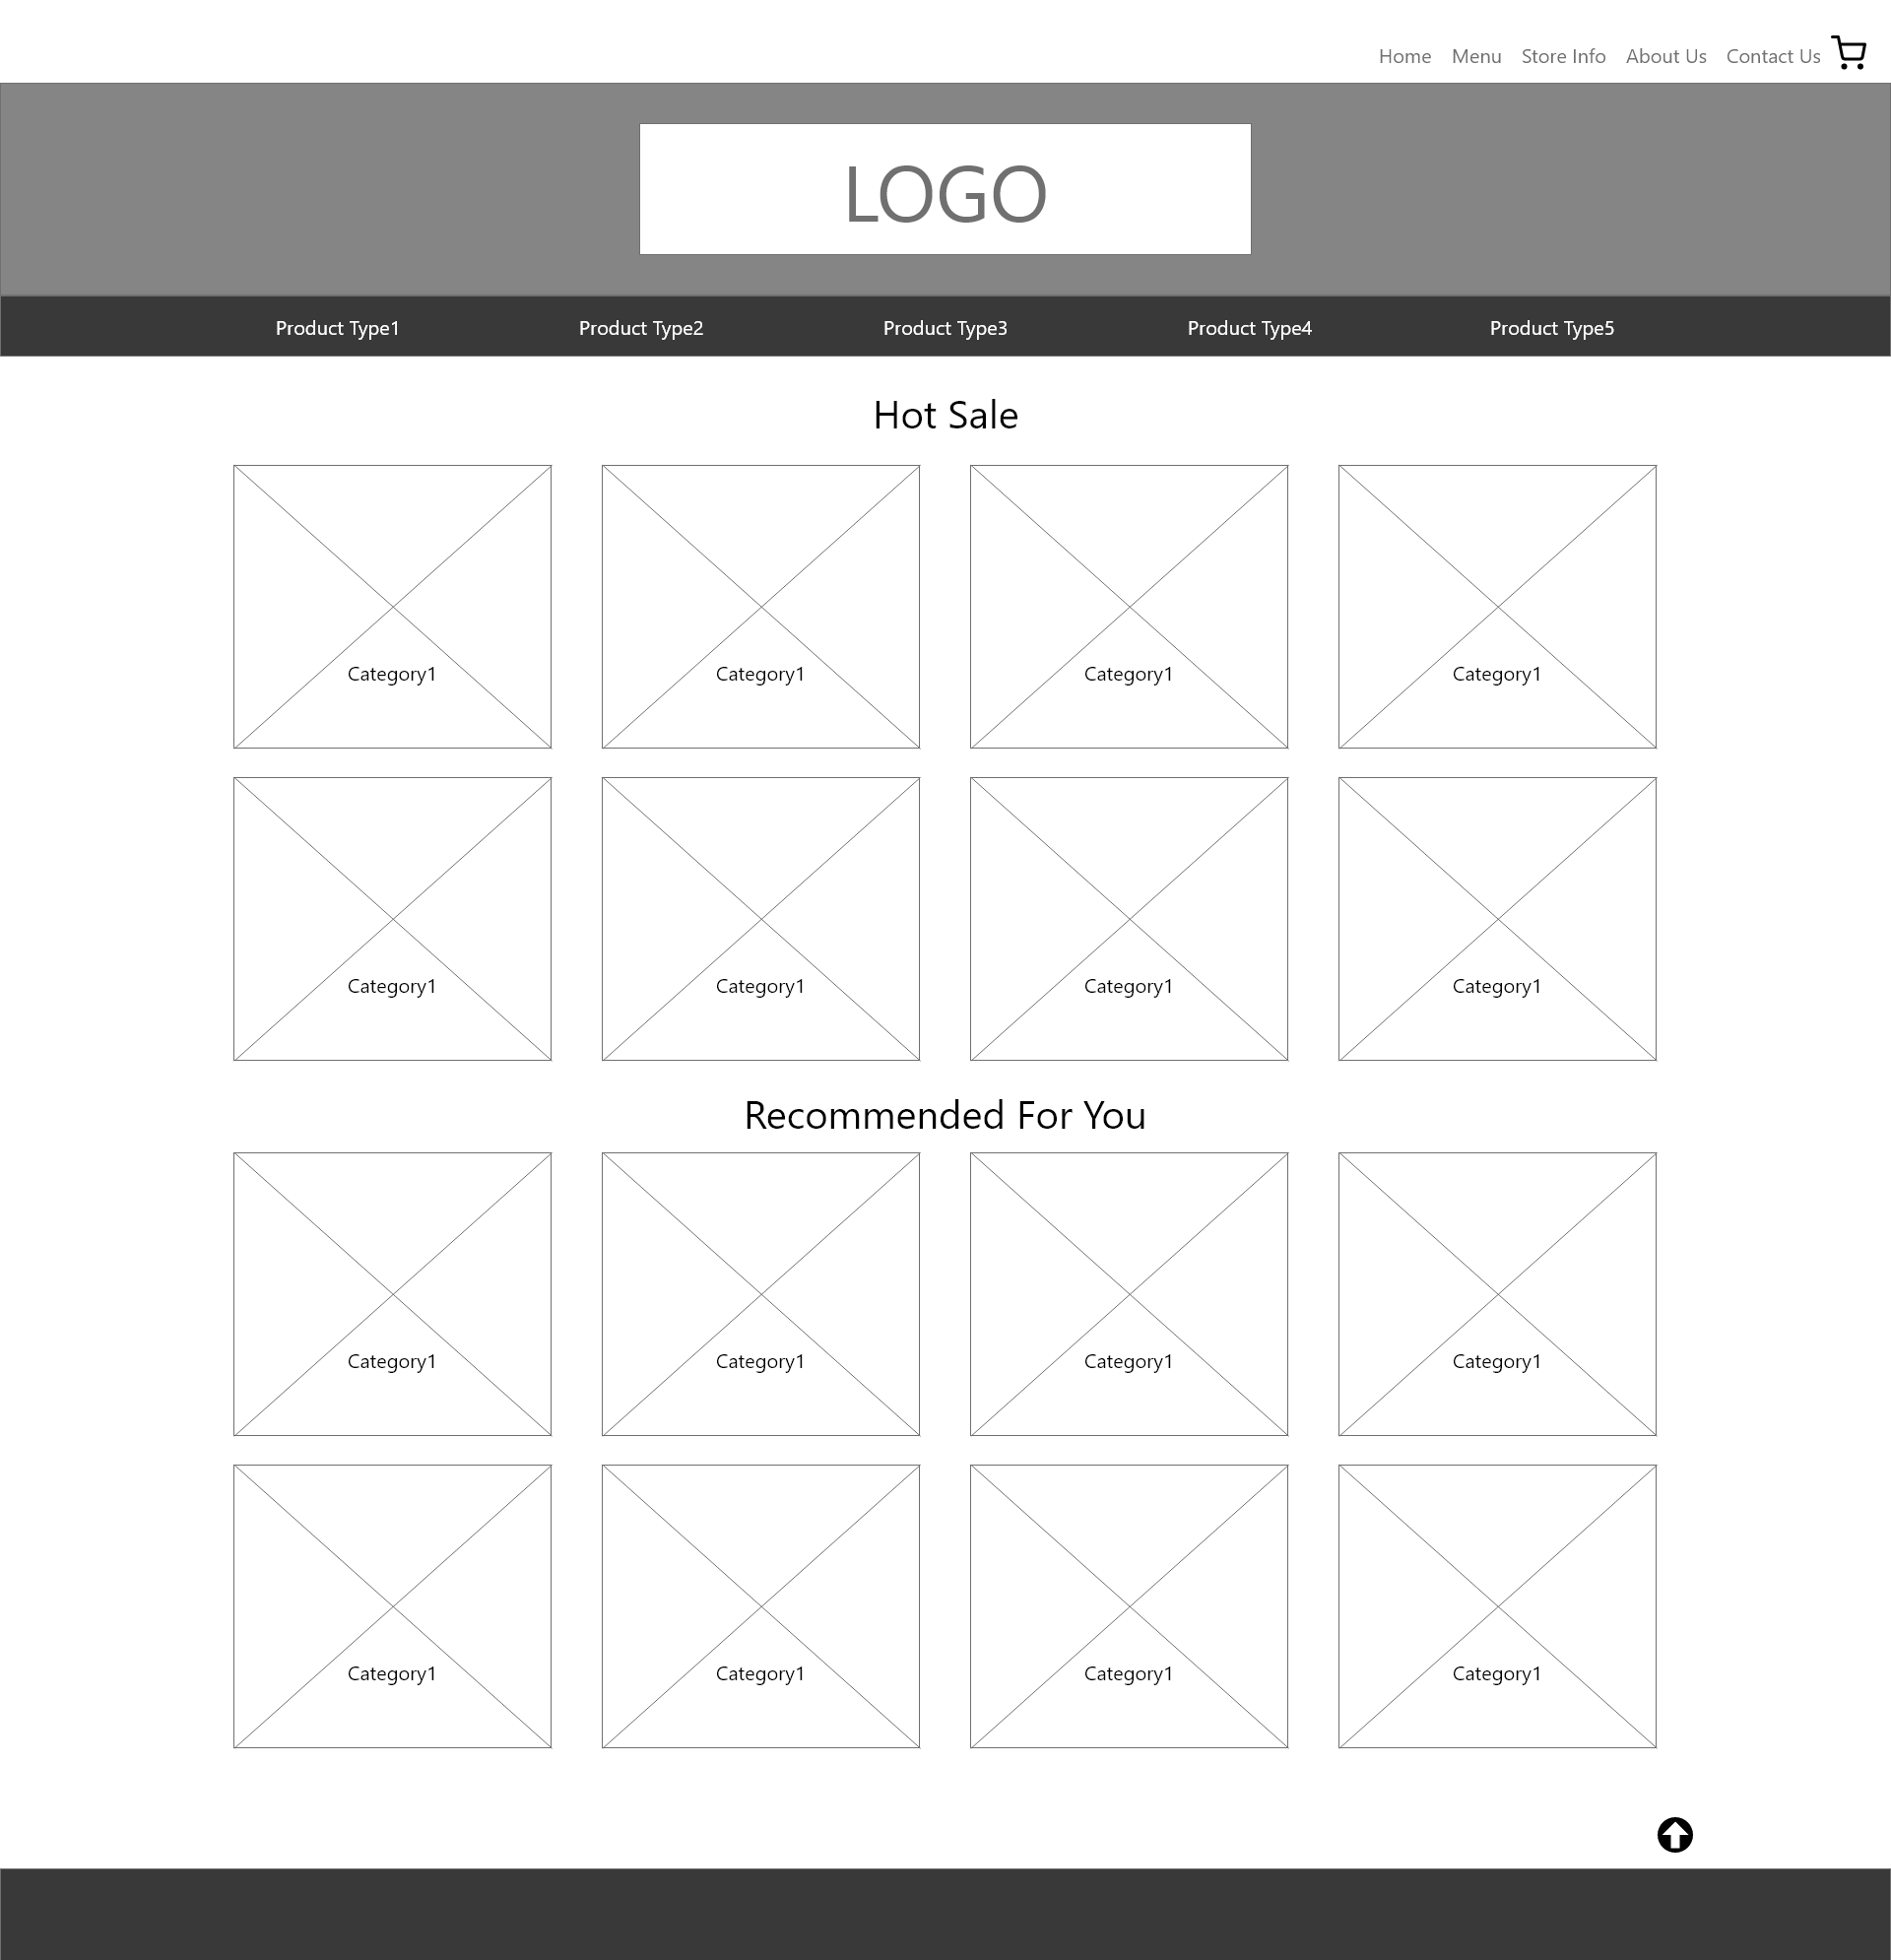 Home Menu Store Info About Us Contact Us
LOGO
Product Type1 Product Type2 Product Type3 Product Type4 Product Type5
Hot Sale
Category1 Category1 Category1 Category1
Category1 Category1 Category1 Category1
Recommended For You
Category1 Category1 Category1 Category1
Category1 Category1 Category1 Category1